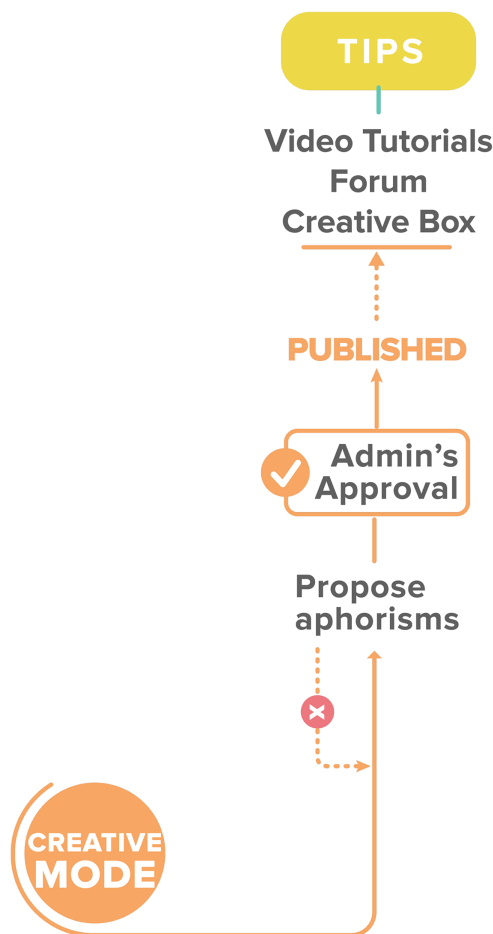 TIPS
Video Tutorials
Forum
Creative Box
PUBLISHED
Admin's
Approval
Propose
aphorisms
CREATIVE
MODE